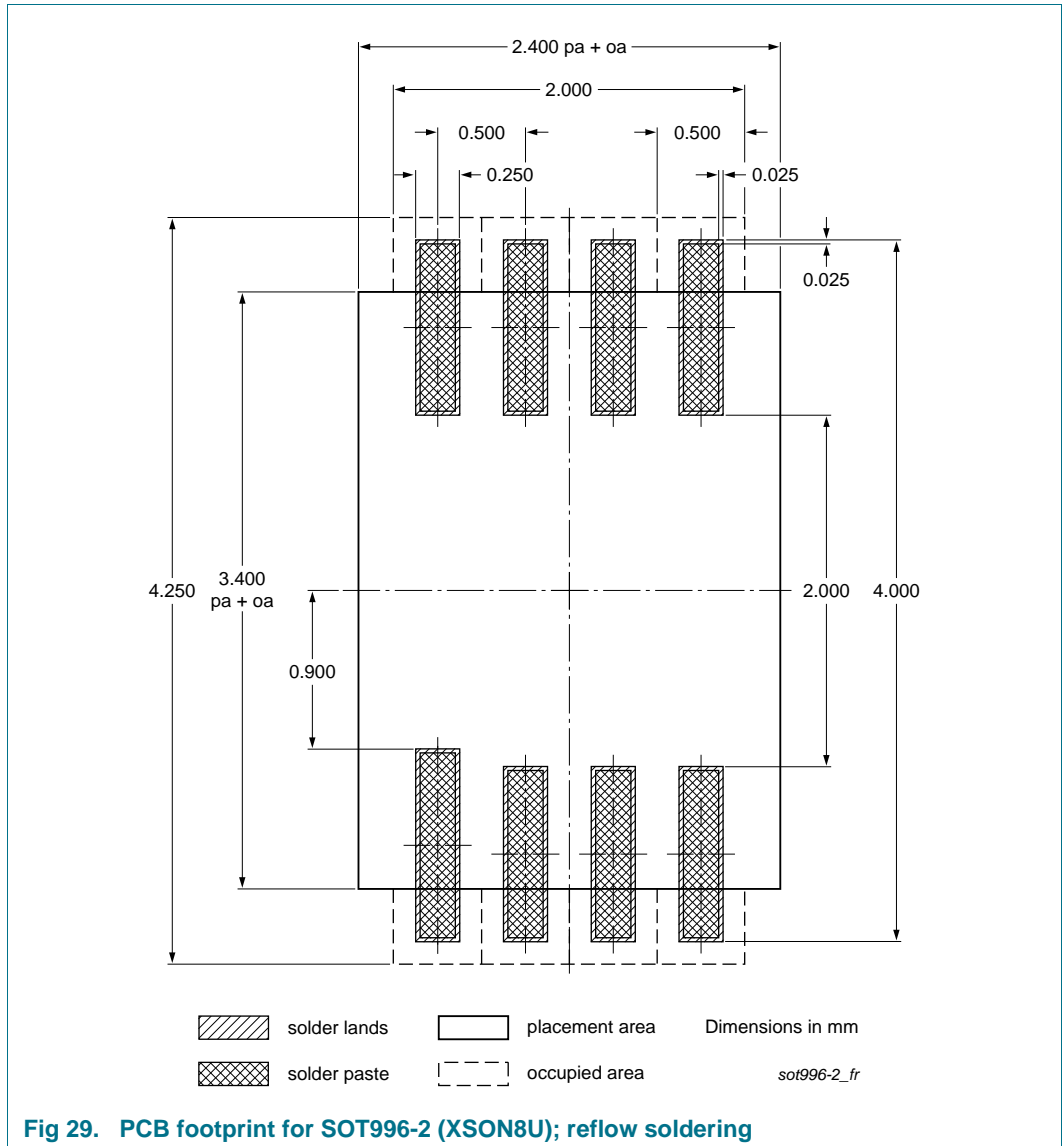 2.400 pa + oa
2.000
0.500
0.500
0.250
0.025
0.025
4.250
3.400
pa + oa
2.000
4.000
0.900
solder lands
placement area
Dimensions in mm
solder paste
occupied area
sot996-2_fr
Fig 29. PCB footprint for SOT996-2 (XSON8U); reflow soldering